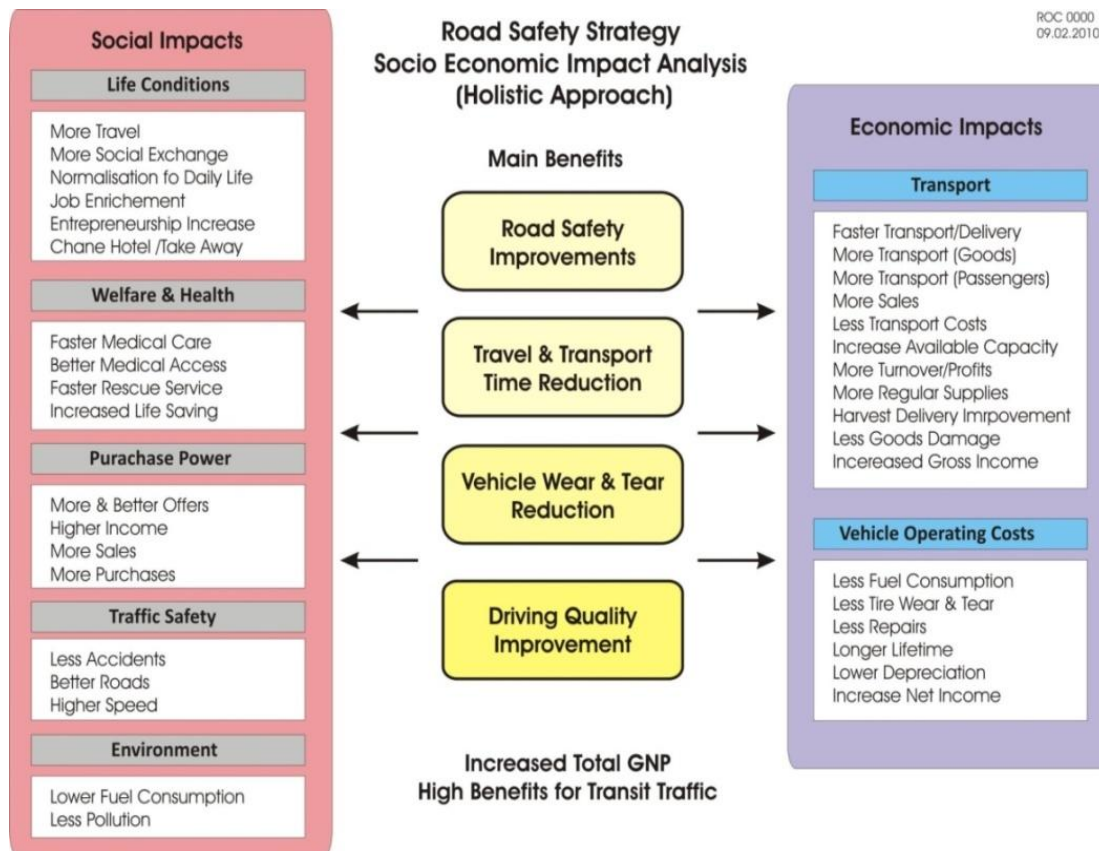 ROC 0000
09.02.2010
Road Safety Strategy
Socio Economic Impact Analysis
(Holistic Approach)
Social Impacts
Life Conditions
More Travel
More Social Exchange
Normalisation fo Daily Life
Job Enrichement
Entrepreneurship Increase
Chane Hotel /Take Away
Welfare & Health
Faster Medical Care
Better Medical Access
Faster Rescue Service
Increased Life Saving
Purachase Power
More & Better Offers
Higher Income
More Sales
More Purchases
Traffic Safety
Less Accidents
Better Roads
Higher Speed
Environment
Lower Fuel Consumption
Less Pollution
Main Benefits
Road Safety
Improvements
Travel & Transport
Time Reduction
Vehicle Wear & Tear
Reduction
Driving Quality
Improvement
Increased Total GNP
High Benefits for Transit Traffic
Economic Impacts
Transport
Faster Transport/Delivery
More Transport (Goods)
More Transport (Passengers)
More Sales
Less Transport Costs
Increase Available Capacity
More Turnover/Profits
More Regular Supplies
Harvest Delivery Imrpovement
Less Goods Damage
Incereased Gross Income
Vehicle Operating Costs
Less Fuel Consumption
Less Tire Wear & Tear
Less Repairs
Longer Lifetime
Lower Depreciation
Increase Net Income